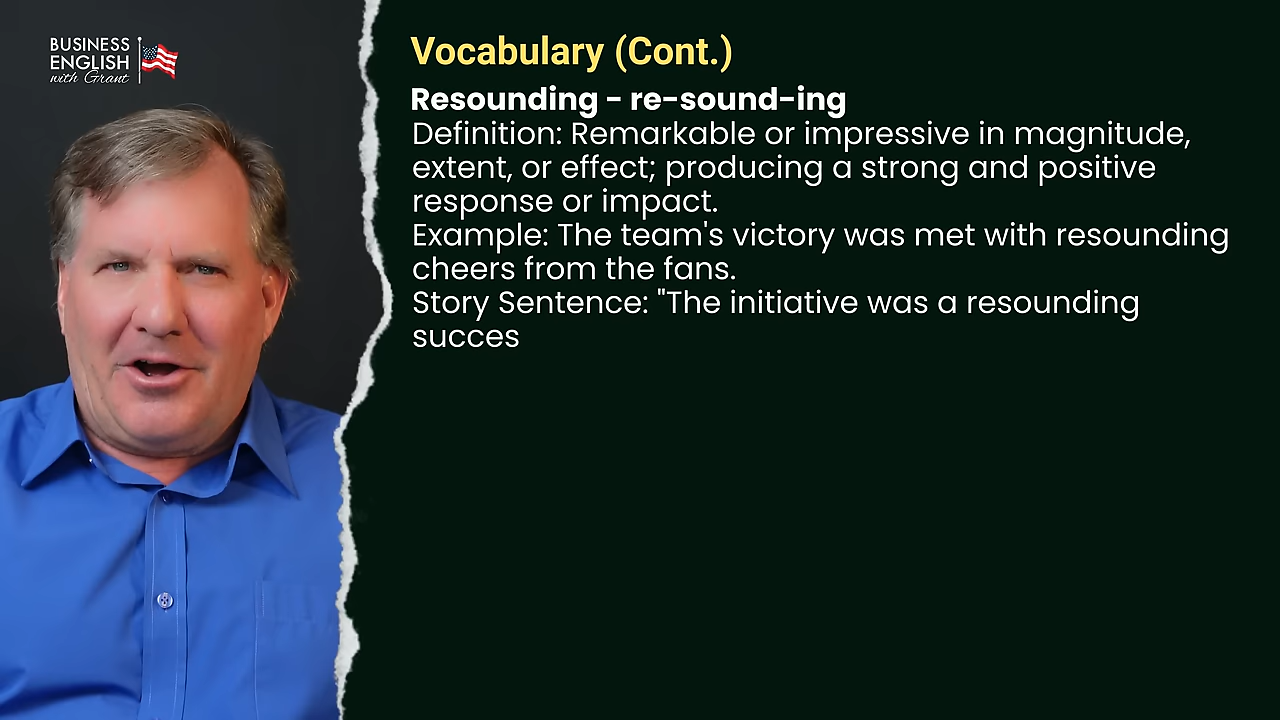 BUSINESS
ENGLISH
with Grant
Vocabulary (Cont.)
Resounding - re-sound-ing
Definition: Remarkable or impressive in magnitude,
extent, or effect; producing a strong and positive
response or impact.
Example: The team's victory was met with resounding
cheers from the fans.
Story Sentence: "The initiative was a resounding
succes